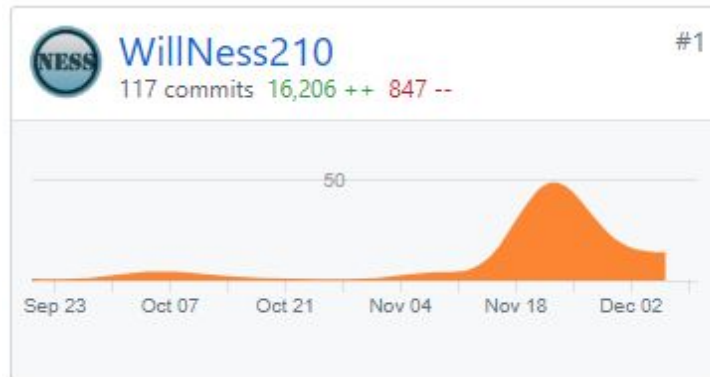 NESS
WillNess210
#1
117 commits 16,206 ++ 847 --
50
Sep 23 Oct 07 Oct 21 Nov 04 Nov 18 Dec 02